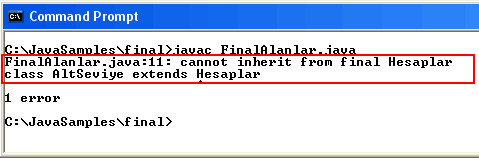 Command Prompt
C:\JavaSamples\final>javac FinalAlanlar.java
FinalAlanlar.java:11: cannot inherit from final Hesaplar
class AltSeviye extends Hesaplar
1 error
C:\JavaSamples\final>